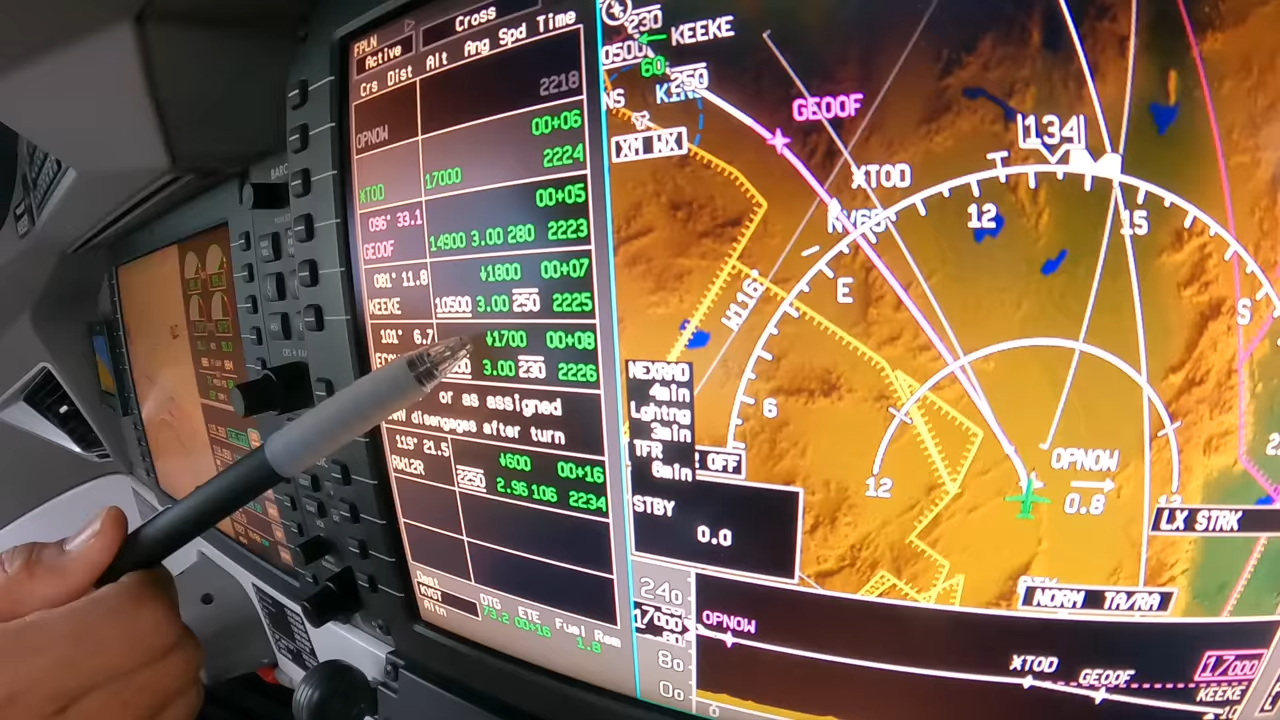 FPLN
Active
Cross
Crs Dist
Alt
Ang Spd Time
2218
OPNOW
00+06
2224
XTOD
17000
096° 33.1
00+05
GEOOF
14900 3.00 280 2223
081° 11.8
↓1800 00+07
KEEKE
10500 3.00 250 2225
101° 6.7
↓1700 00+08
3.00 230 2226
or as assigned
disengages after turn
119° 21.5
↓600 00+16
RW12R
2250
2.96 106 2234
Dest
KVGT
Altn
DTG ETE Fuel Rem
73.2 00+16 1.8
BARO
230
KEEKE
0500
60
250
GEOOF
XM WX
XTOD
134
12
15
E
S
6
NEXRAD
4min
Lghtng
3min
TFR
6min
OFF
12
OPNOW
0.8
STBY
0.0
LX STRK
NORM TA/RA
240
17000
80
80
00
OPNOW
XTOD
GEOOF
17000
KEEKE
0